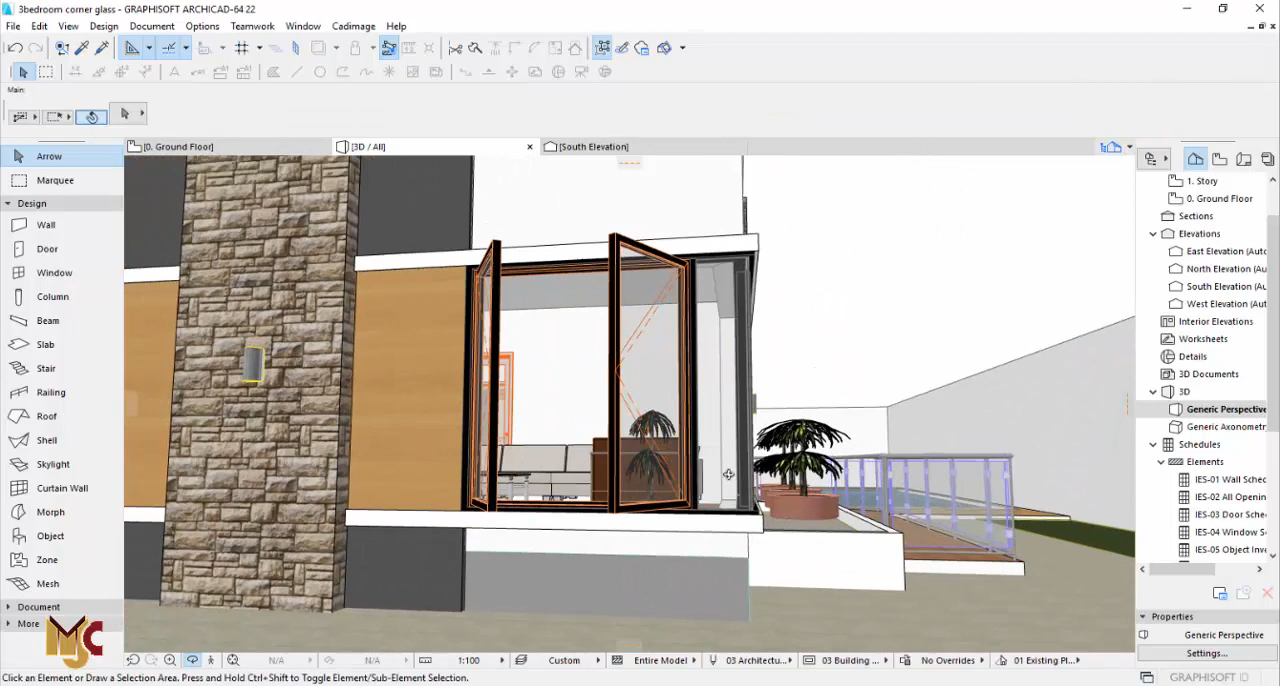 3bedroom corner glass - GRAPHISOFT ARCHICAD-64 22
File Edit View Design Document Options Teamwork Window Cadimage Help
Main:
[0. Ground Floor]
[3D / All]
[South Elevation]
Arrow
Marquee
Design
Wall
Door
Window
Column
Beam
Slab
Stair
Railing
Roof
Shell
Skylight
Curtain Wall
Morph
Object
Zone
Mesh
Document
More
MSC
1. Story
0. Ground Floor
Sections
Elevations
East Elevation (Auto
North Elevation (Au
South Elevation (Au
West Elevation (Aut
Interior Elevations
Worksheets
Details
3D Documents
3D
Generic Perspective
Generic Axonometr
Schedules
Elements
IES-01 Wall Schec
IES-02 All Opening
IES-03 Door Sche
IES-04 Window S
IES-05 Object Inve
Properties
Generic Perspective
Settings...
N/A N/A 1:100 Custom Entire Model 03 Architectu... 03 Building ... No Overrides 01 Existing Pl...
Click an Element or Draw a Selection Area. Press and Hold Ctrl+Shift to Toggle Element/Sub-Element Selection.
GRAPHISOFT ID